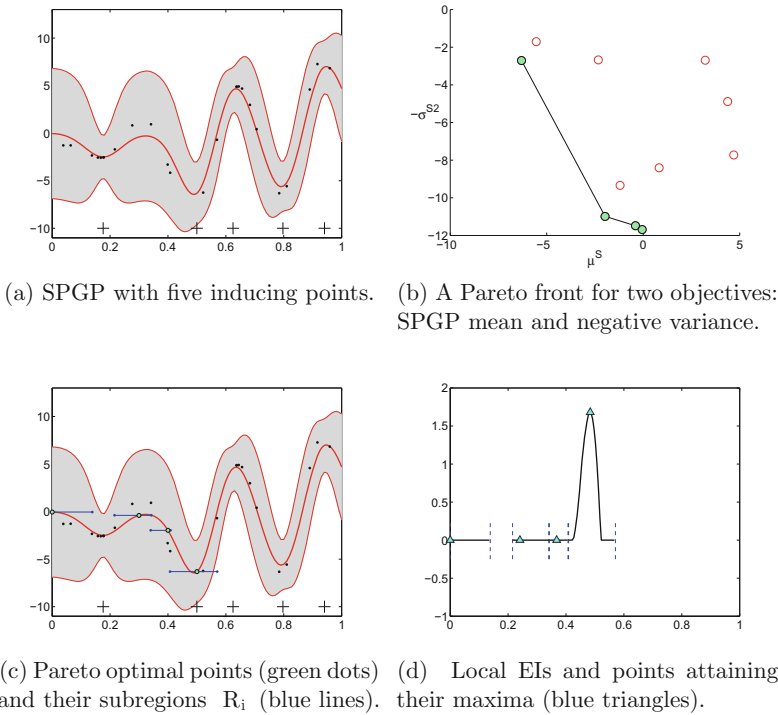 10
5
0
−5
−10
0 0.2 0.4 0.6 0.8 1
−0
−2
−4
−6
−8
−10
−12
−σ^S2
−10 −5 0 5
μ^S
(a) SPGP with five inducing points.
(b) A Pareto front for two objectives:
SPGP mean and negative variance.
10
5
0
−5
−10
0 0.2 0.4 0.6 0.8 1
2
1.5
1
0.5
0
−0.5
−1
0 0.2 0.4 0.6 0.8 1
(c) Pareto optimal points (green dots)
and their subregions R_i (blue lines).
(d) Local EIs and points attaining
their maxima (blue triangles).